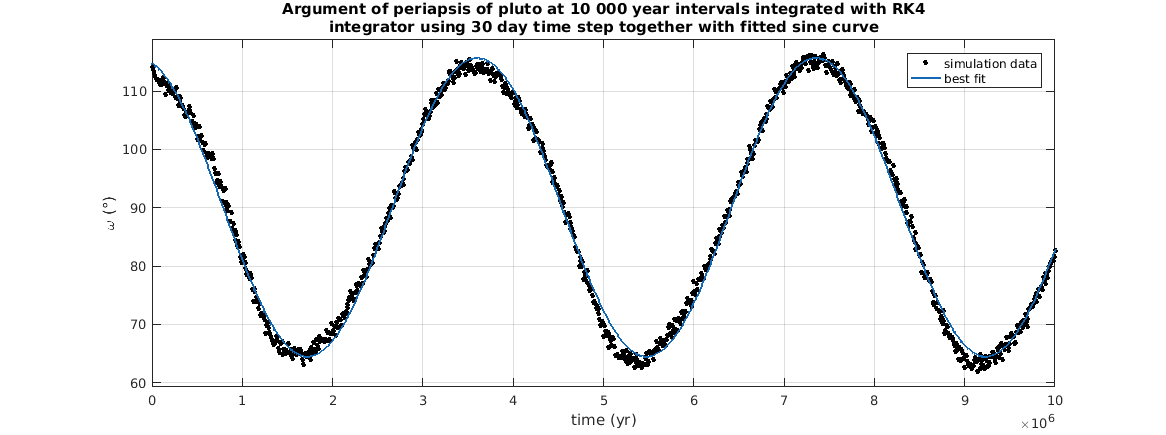 Argument of periapsis of pluto at 10 000 year intervals integrated with RK4
integrator using 30 day time step together with fitted sine curve
simulation data
best fit
110
100
90
80
70
60
ω (°)
0 1 2 3 4 5 6 7 8 9 10
time (yr)
×10⁶